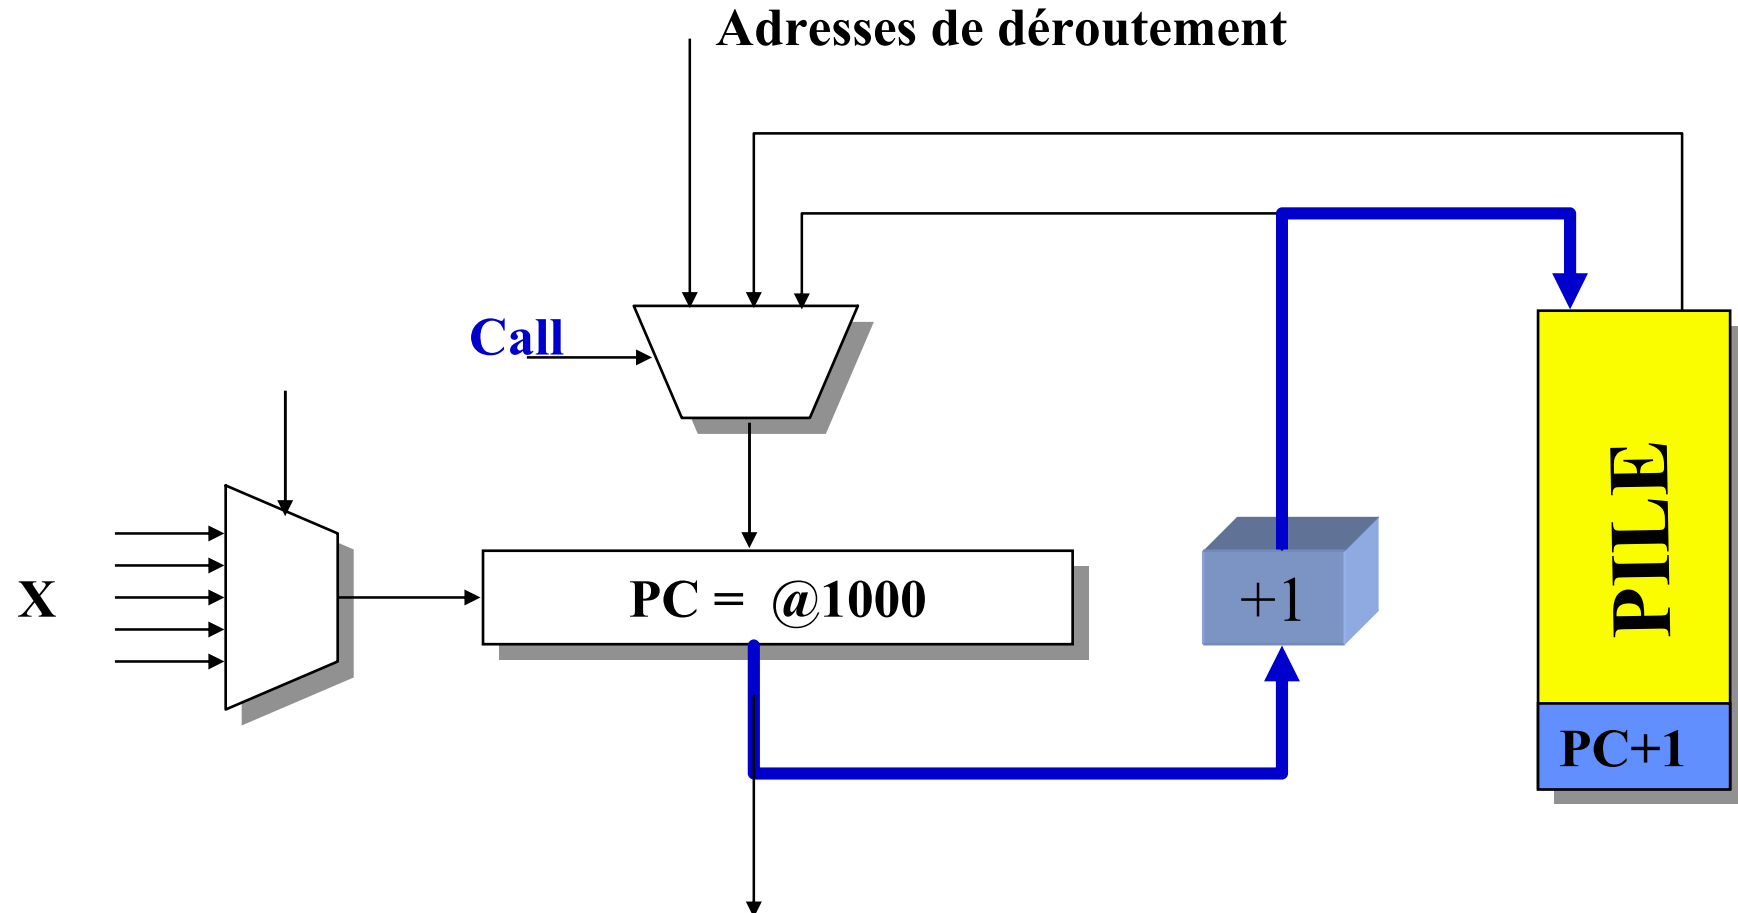 Adresses de déroutement
Call
X
PC = @1000
+1
PILE
PC+1